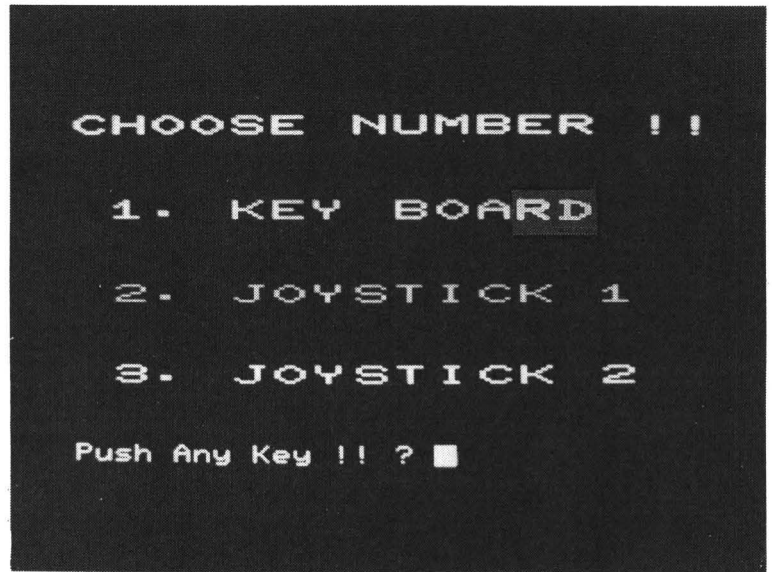 CHOOSE NUMBER !!
1. KEY BOARD
2. JOYSTICK 1
3. JOYSTICK 2
Push Any Key !! ?